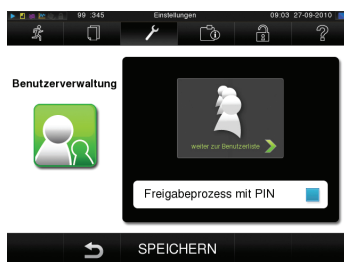 99 :345 Einstellungen 09:03 27-09-2010
Benutzerverwaltung
weiter zur Benutzerliste
Freigabeprozess mit PIN
SPEICHERN